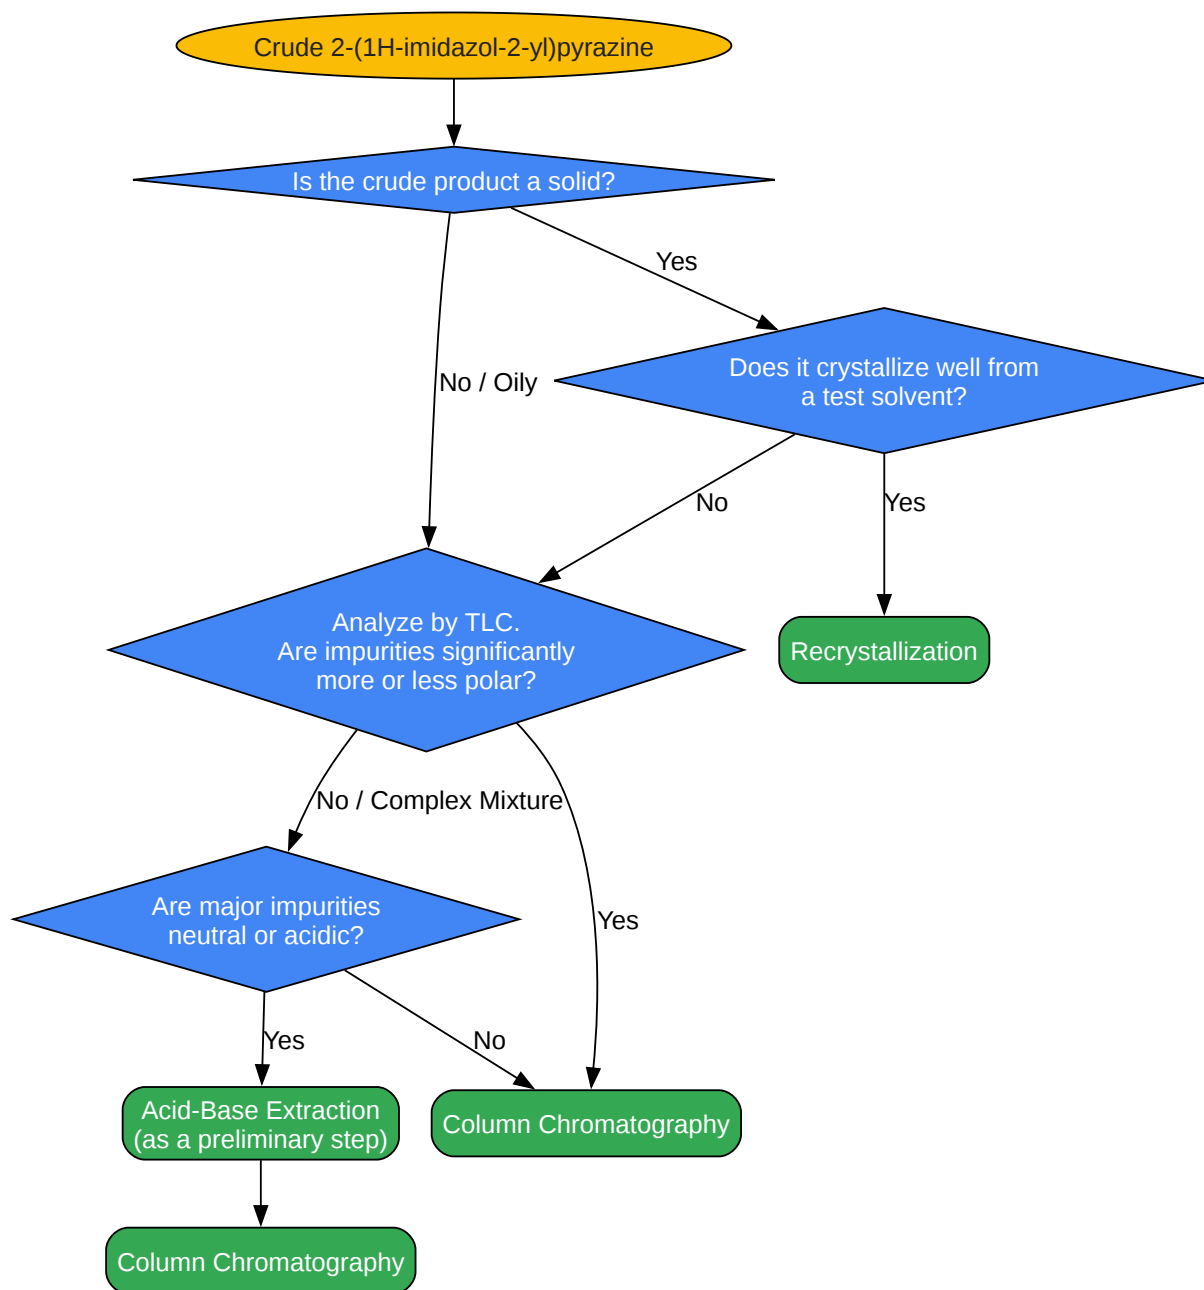 Crude 2-(1H-imidazol-2-yl)pyrazine
Is the crude product a solid?
Yes
Does it crystallize well from
a test solvent?
No / Oily
No
Yes
Analyze by TLC.
Are impurities significantly
more or less polar?
Recrystallization
No / Complex Mixture
Are major impurities
neutral or acidic?
Yes
Yes
No
Acid-Base Extraction
(as a preliminary step)
Column Chromatography
Column Chromatography